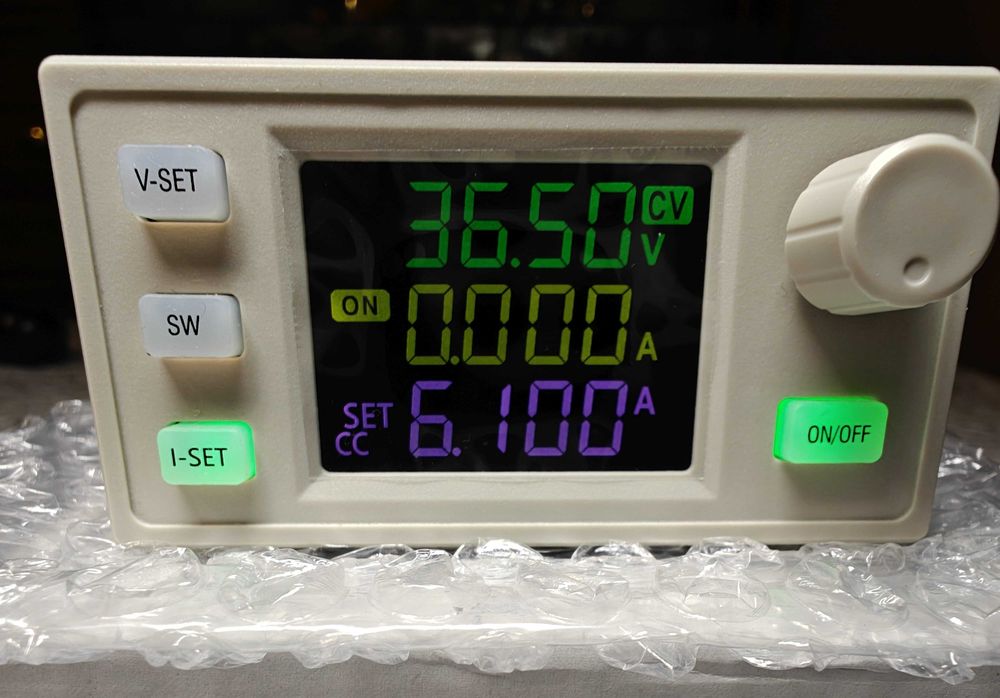 V-SET
SW
I-SET
36.50 V CV
ON 0.000 A
SET CC 6.100 A
ON/OFF